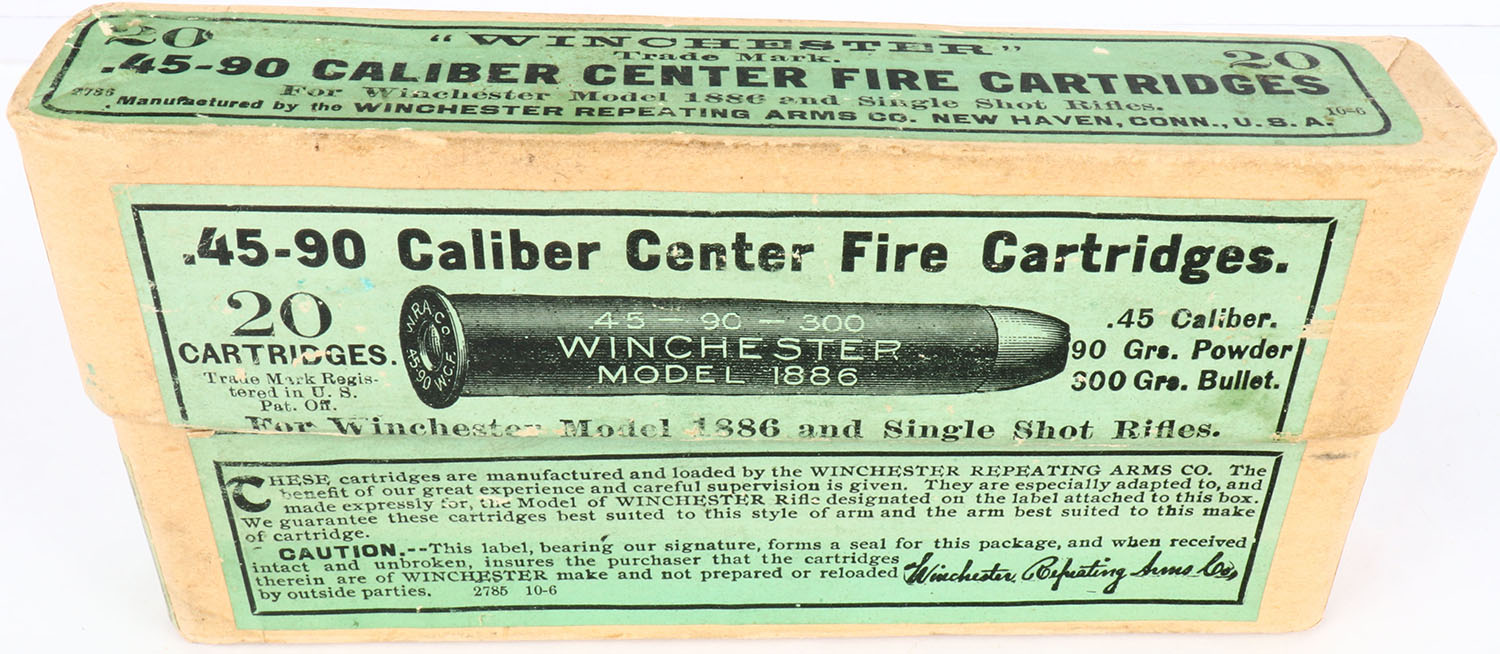 20 "WINCHESTER" 20
Trade Mark.
.45-90 CALIBER CENTER FIRE CARTRIDGES
For Winchester Model 1886 and Single Shot Rifles.
2786 Manufactured by the WINCHESTER REPEATING ARMS CO. NEW HAVEN, CONN., U.S.A. 10-6
.45-90 Caliber Center Fire Cartridges.
20
CARTRIDGES.
Trade Mark Regis-
tered in U. S.
Pat. Off.
W.R.A. Co
45-90 W.C.F.
.45-90-300
WINCHESTER
MODEL 1886
.45 Caliber.
90 Grs. Powder
300 Grs. Bullet.
For Winchester Model 1886 and Single Shot Rifles.
THESE cartridges are manufactured and loaded by the WINCHESTER REPEATING ARMS CO. The
benefit of our great experience and careful supervision is given. They are especially adapted to, and
made expressly for, the Model of WINCHESTER Rifle designated on the label attached to this box.
We guarantee these cartridges best suited to this style of arm and the arm best suited to this make
of cartridge.
CAUTION.--This label, bearing our signature, forms a seal for this package, and when received
intact and unbroken, insures the purchaser that the cartridges
therein are of WINCHESTER make and not prepared or reloaded
by outside parties. 2785 10-6
Winchester Repeating Arms Co.